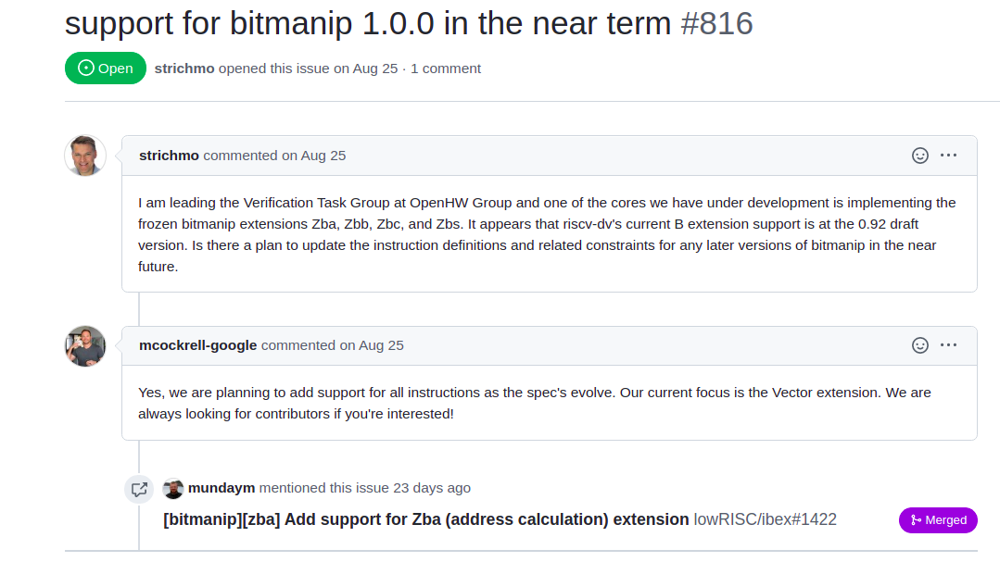 support for bitmanip 1.0.0 in the near term #816
Open strichmo opened this issue on Aug 25 · 1 comment
strichmo commented on Aug 25
I am leading the Verification Task Group at OpenHW Group and one of the cores we have under development is implementing the
frozen bitmanip extensions Zba, Zbb, Zbc, and Zbs. It appears that riscv-dv's current B extension support is at the 0.92 draft
version. Is there a plan to update the instruction definitions and related constraints for any later versions of bitmanip in the near
future.
mcockrell-google commented on Aug 25
Yes, we are planning to add support for all instructions as the spec's evolve. Our current focus is the Vector extension. We are
always looking for contributors if you're interested!
mundaym mentioned this issue 23 days ago
[bitmanip][zba] Add support for Zba (address calculation) extension lowRISC/ibex#1422 Merged